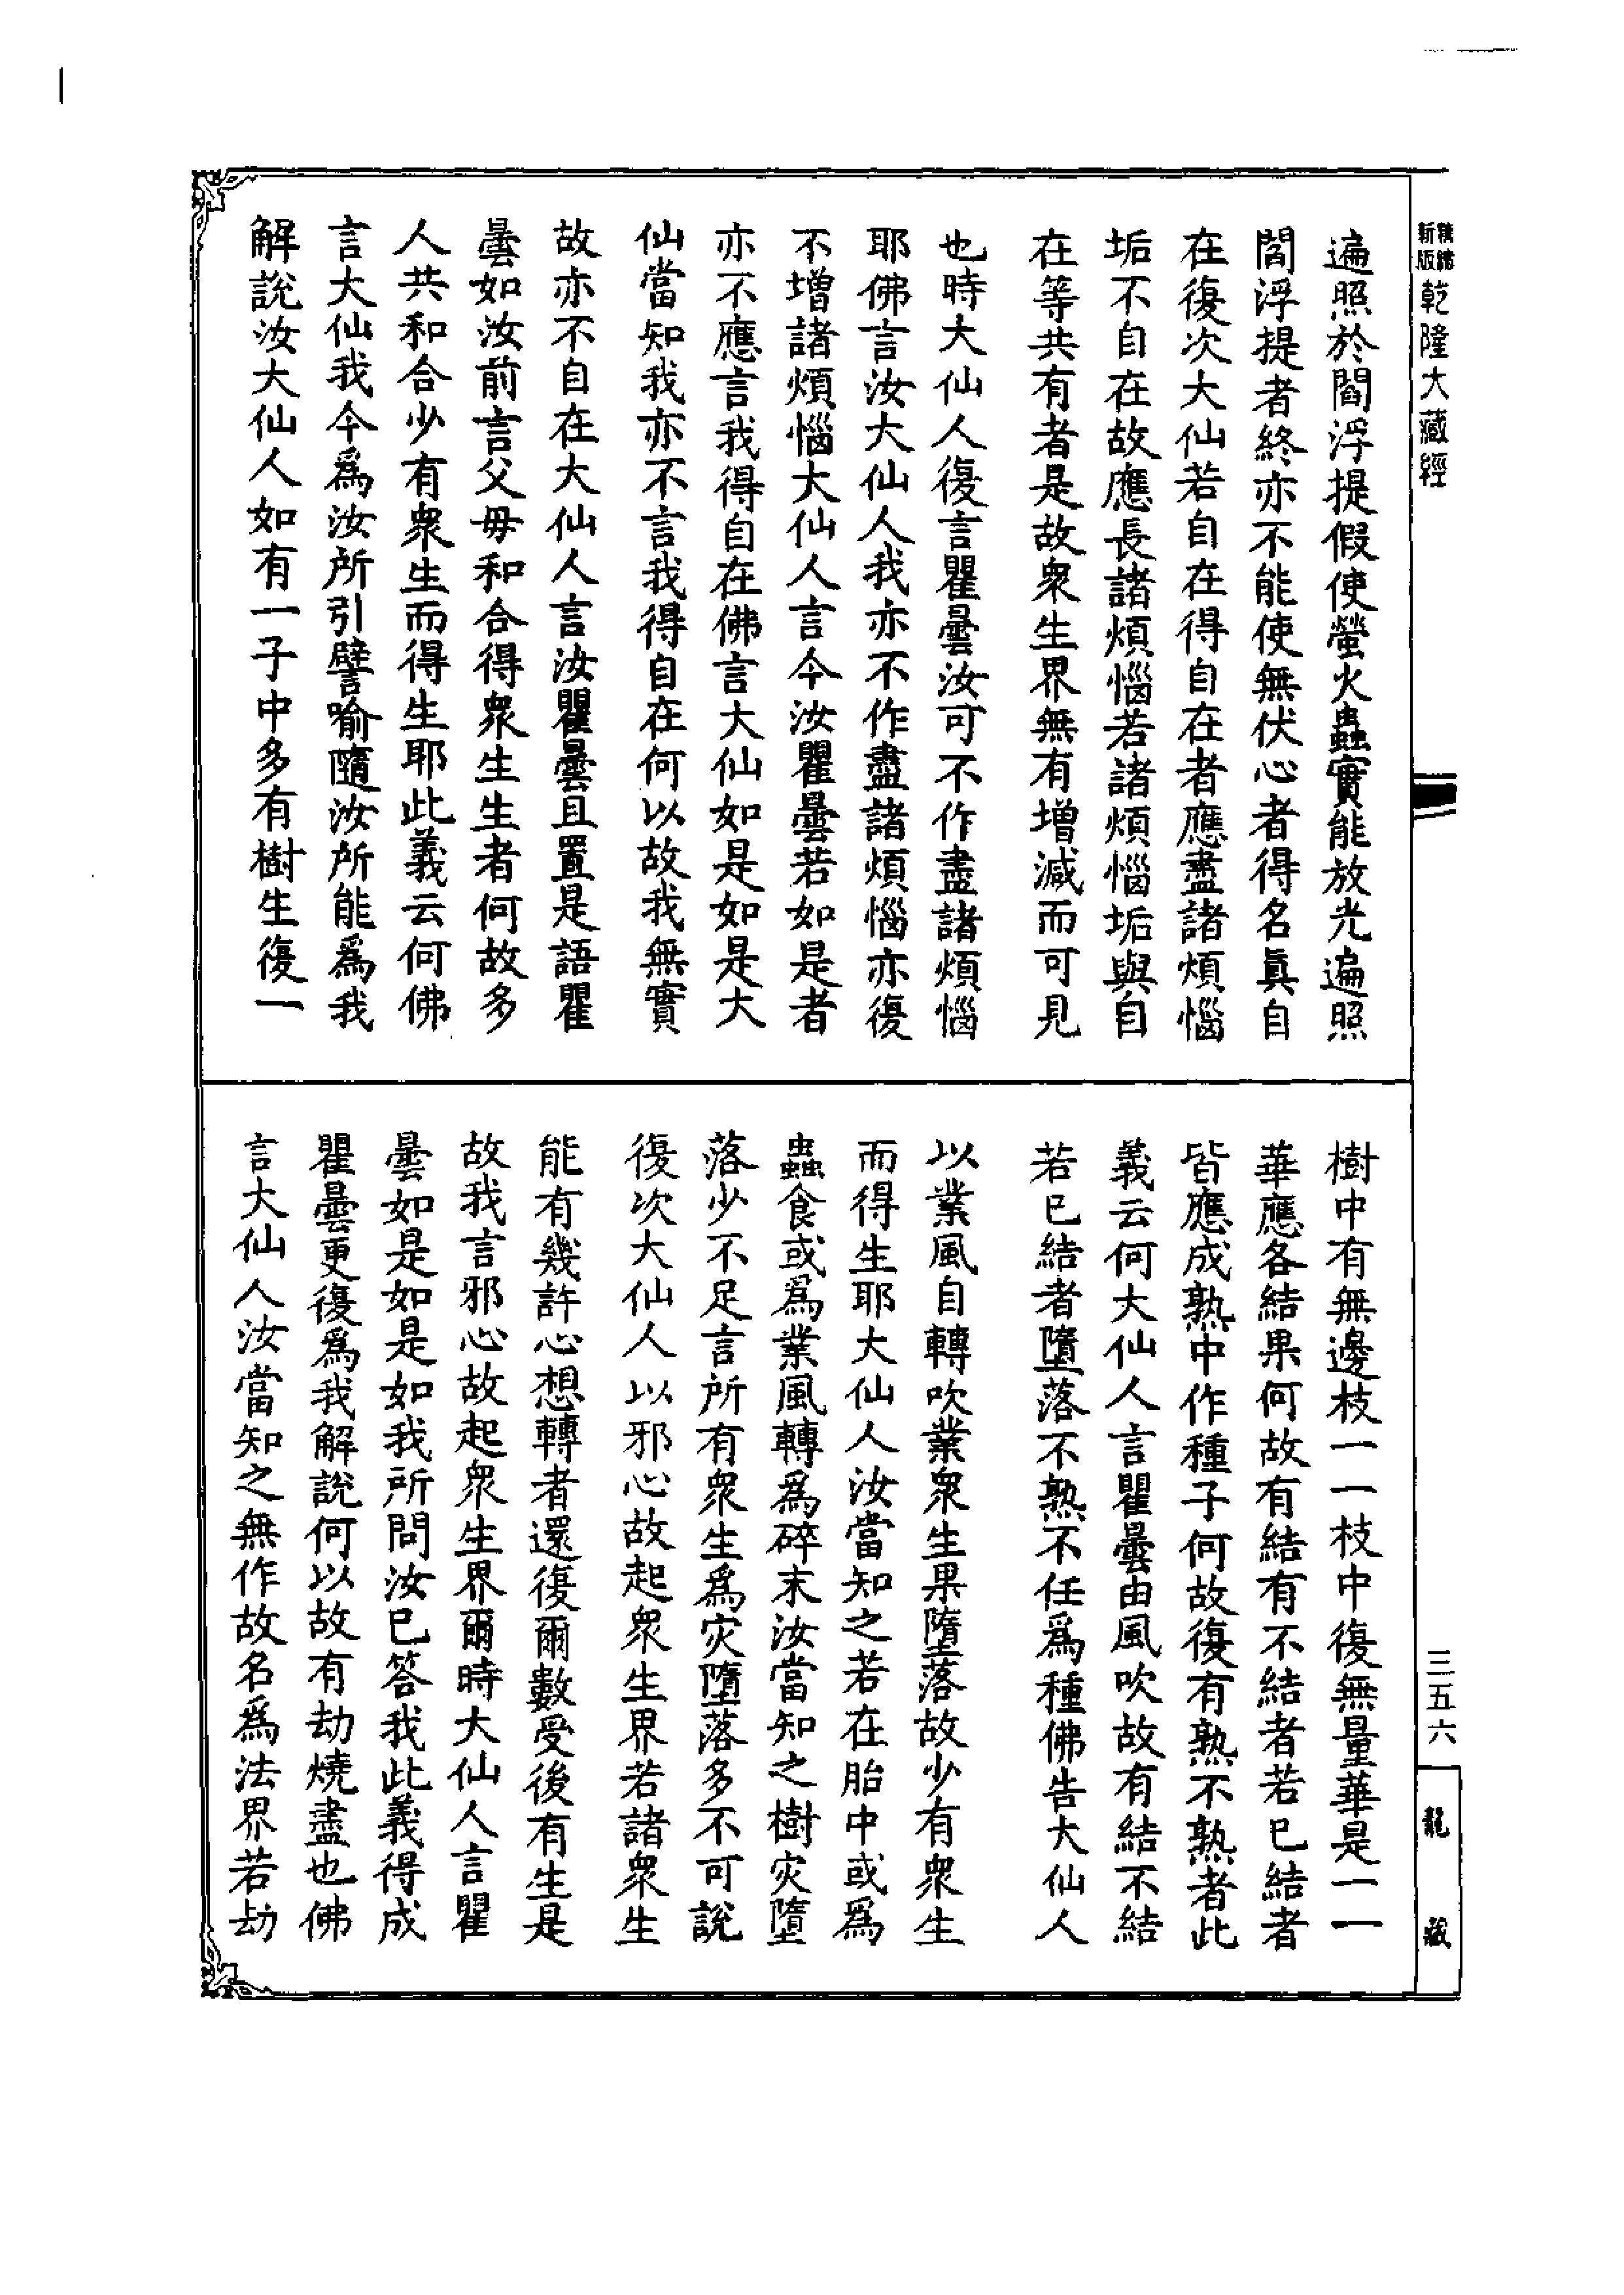 新版精縮乾隆大藏經
遍照於閻浮提假使螢火蟲實能放光遍照
閻浮提者終亦不能使無伏心者得名眞自
在復次大仙若自在得自在者應盡諸煩惱
垢不自在故應長諸煩惱若諸煩惱垢與自
在等共有者是故衆生界無有增減而可見
也時大仙人復言瞿曇汝可不作盡諸煩惱
耶佛言汝大仙人我亦不作盡諸煩惱亦復
不增諸煩惱大仙人言今汝瞿曇若如是者
亦不應言我得自在佛言大仙如是如是大
仙當知我亦不言我得自在何以故我無實
故亦不自在大仙人言汝瞿曇且置是語瞿
曇如汝前言父母和合得衆生生者何故多
人共和合少有衆生而得生耶此義云何佛
言大仙我今爲汝所引譬喻隨汝所能爲我
解説汝大仙人如有一子中多有樹生復一
樹中有無邊枝一一枝中復無量華是一一
華應各結果何故有結有不結者若已結者
皆應成熟中作種子何故復有熟不熟者此
義云何大仙人言瞿曇由風吹故有結不結
若已結者墮落不熟不任爲種佛告大仙人
以業風自轉吹業衆生果墮落故少有衆生
而得生耶大仙人汝當知之若在胎中或爲
蟲食或爲業風轉爲碎末汝當知之樹灾墮
落少不足言所有衆生爲灾墮落多不可説
復次大仙人以邪心故起衆生界若諸衆生
能有幾許心想轉者還復爾數受後有生是
故我言邪心故起衆生界爾時大仙人言瞿
曇如是如是如我所問汝已答我此義得成
瞿曇更復爲我解説何以故有劫燒盡也佛
言大仙人汝當知之無作故名爲法界若劫
三五六
龍藏